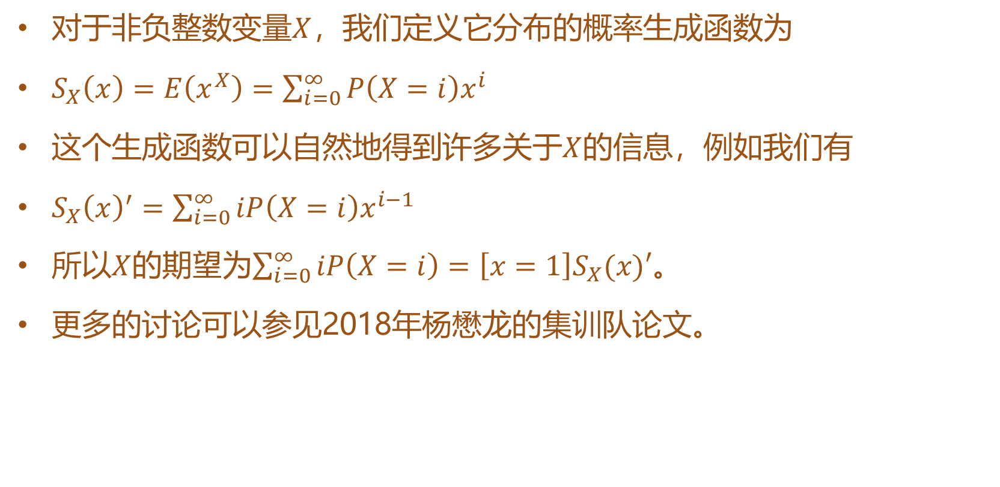 • 对于非负整数变量𝑋，我们定义它分布的概率生成函数为
• $S_X(x) = E(x^X) = \sum_{i=0}^{\infty} P(X = i)x^i$
• 这个生成函数可以自然地得到许多关于𝑋的信息，例如我们有
• $S_X(x)' = \sum_{i=0}^{\infty} iP(X = i)x^{i-1}$
• 所以𝑋的期望为$\sum_{i=0}^{\infty} iP(X = i) = [x = 1]S_X(x)'$。
• 更多的讨论可以参见2018年杨懋龙的集训队论文。